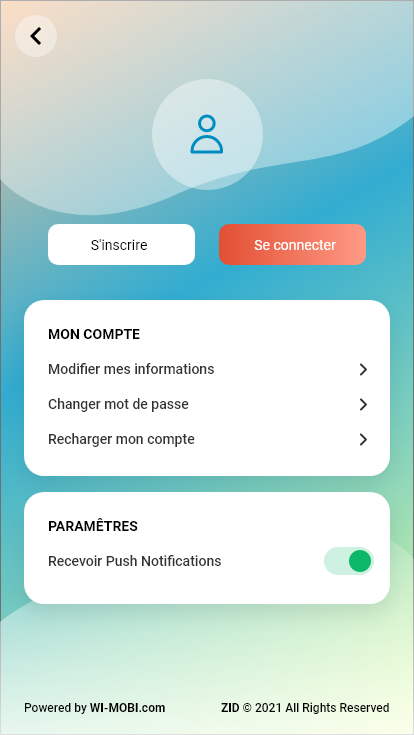 S'inscrire
Se connecter
MON COMPTE
Modifier mes informations
Changer mot de passe
Recharger mon compte
PARAMÊTRES
Recevoir Push Notifications
Powered by WI-MOBI.com
ZID © 2021 All Rights Reserved